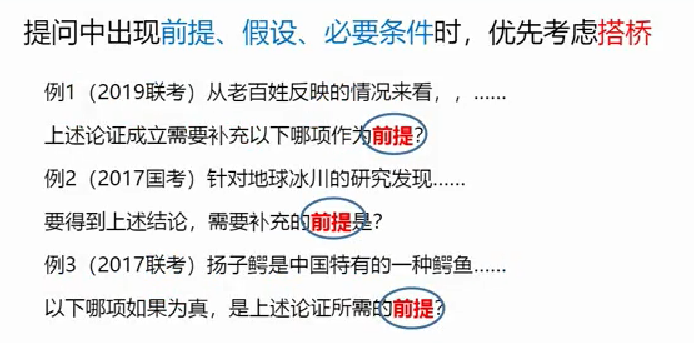 提问中出现前提、假设、必要条件时，优先考虑搭桥
例1（2019联考）从老百姓反映的情况来看，，……
上述论证成立需要补充以下哪项作为前提？
例2（2017国考）针对地球冰川的研究发现……
要得到上述结论，需要补充的前提是？
例3（2017联考）扬子鳄是中国特有的一种鳄鱼……
以下哪项如果为真，是上述论证所需的前提？